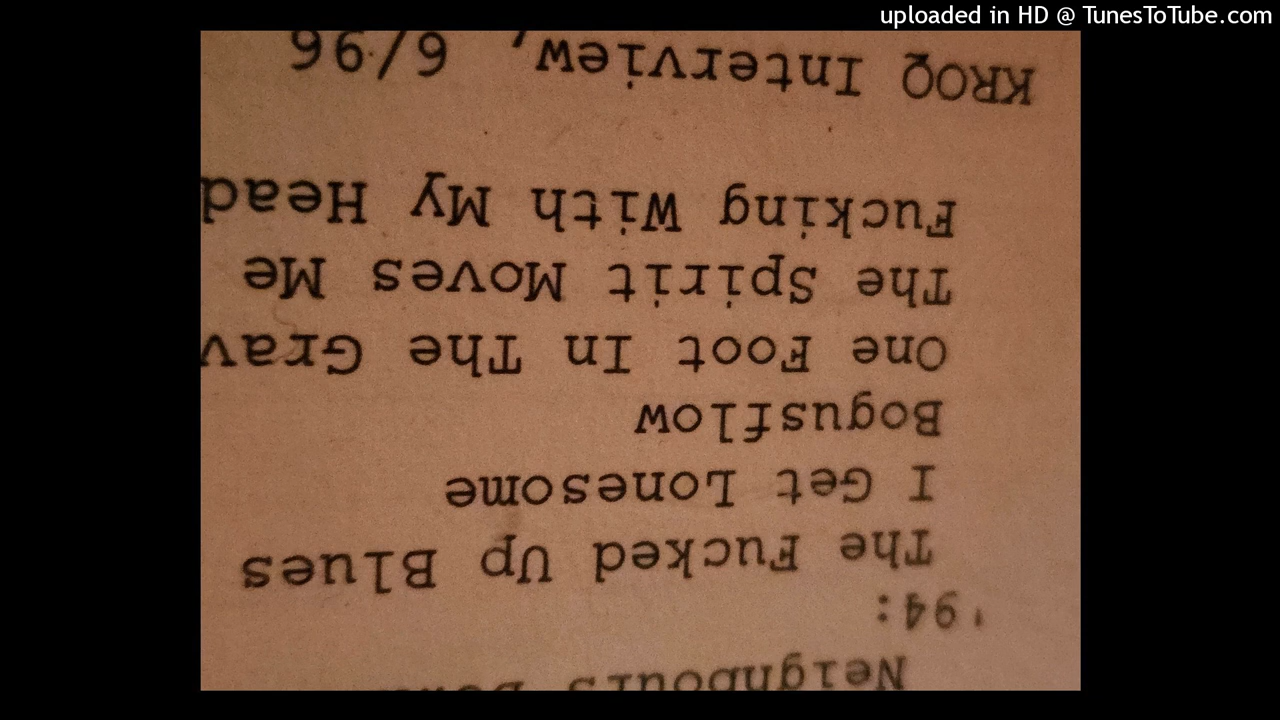 uploaded in HD @ TunesToTube.com
'94:
The Fucked Up Blues
I Get Lonesome
Bogusflow
One Foot In The Grav
The Spirit Moves Me
Fucking With My Head
KROQ Interview, 6/96